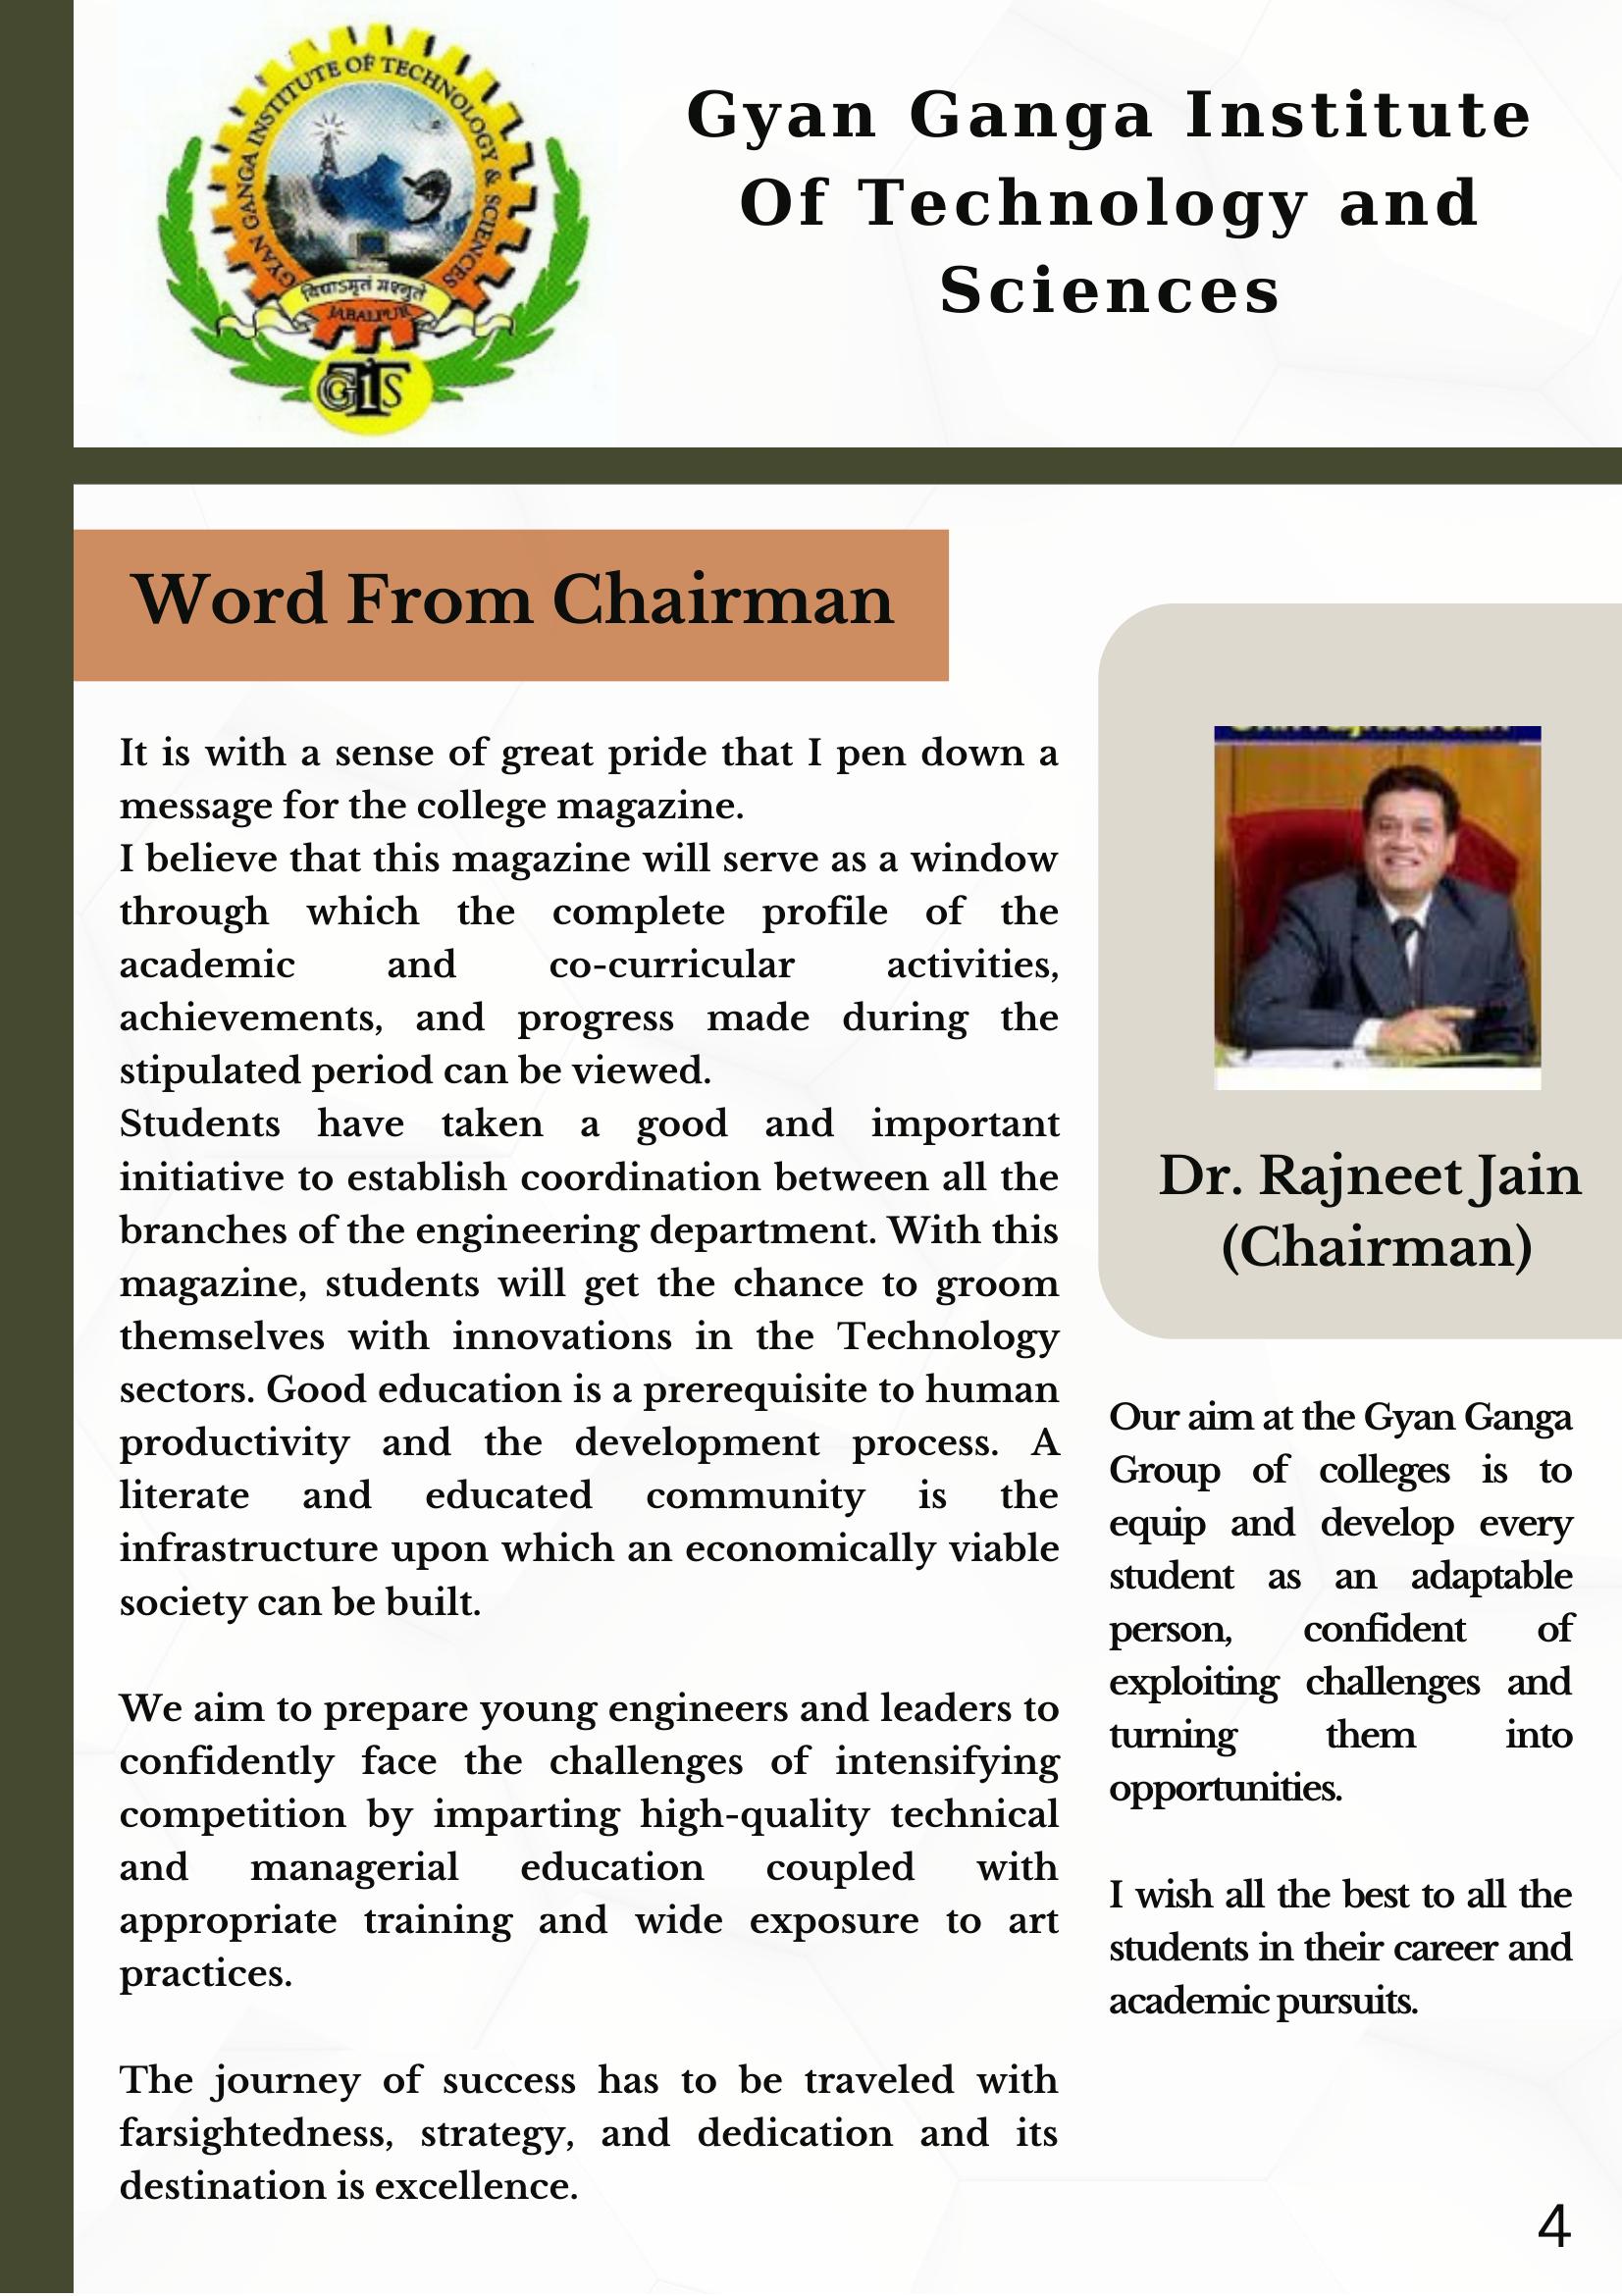 GYAN GANGA INSTITUTE OF TECHNOLOGY & SCIENCES
विद्याऽमृतं मश्नुते
JABALPUR
GGITS
Gyan Ganga Institute
Of Technology and
Sciences
Word From Chairman
It is with a sense of great pride that I pen down a
message for the college magazine.
I believe that this magazine will serve as a window
through which the complete profile of the
academic and co-curricular activities,
achievements, and progress made during the
stipulated period can be viewed.
Students have taken a good and important
initiative to establish coordination between all the
branches of the engineering department. With this
magazine, students will get the chance to groom
themselves with innovations in the Technology
sectors. Good education is a prerequisite to human
productivity and the development process. A
literate and educated community is the
infrastructure upon which an economically viable
society can be built.
We aim to prepare young engineers and leaders to
confidently face the challenges of intensifying
competition by imparting high-quality technical
and managerial education coupled with
appropriate training and wide exposure to art
practices.
The journey of success has to be traveled with
farsightedness, strategy, and dedication and its
destination is excellence.
Dr. Rajneet Jain
(Chairman)
Our aim at the Gyan Ganga
Group of colleges is to
equip and develop every
student as an adaptable
person, confident of
exploiting challenges and
turning them into
opportunities.
I wish all the best to all the
students in their career and
academic pursuits.
4